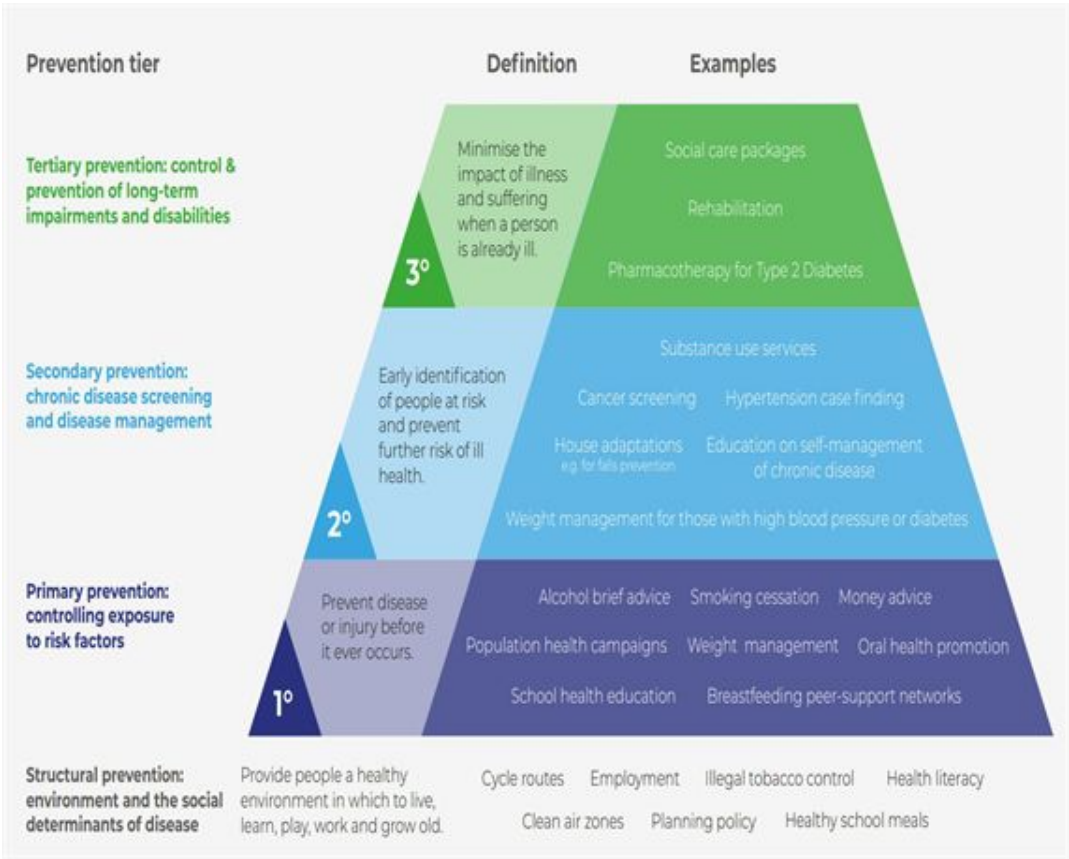 Prevention tier
Definition
Examples
Tertiary prevention: control &
prevention of long-term
impairments and disabilities
3°
Minimise the
impact of illness
and suffering
when a person
is already ill.
Social care packages
Rehabilitation
Pharmacotherapy for Type 2 Diabetes
Secondary prevention:
chronic disease screening
and disease management
2°
Early identification
of people at risk
and prevent
further risk of ill
health.
Substance use services
Cancer screening
Hypertension case finding
House adaptations
e.g. for falls prevention
Education on self-management
of chronic disease
Weight management for those with high blood pressure or diabetes
Primary prevention:
controlling exposure
to risk factors
1°
Prevent disease
or injury before
it ever occurs.
Alcohol brief advice
Smoking cessation
Money advice
Population health campaigns
Weight management
Oral health promotion
School health education
Breastfeeding peer-support networks
Structural prevention:
environment and the social
determinants of disease
Provide people a healthy
environment in which to live,
learn, play, work and grow old.
Cycle routes
Employment
Illegal tobacco control
Health literacy
Clean air zones
Planning policy
Healthy school meals